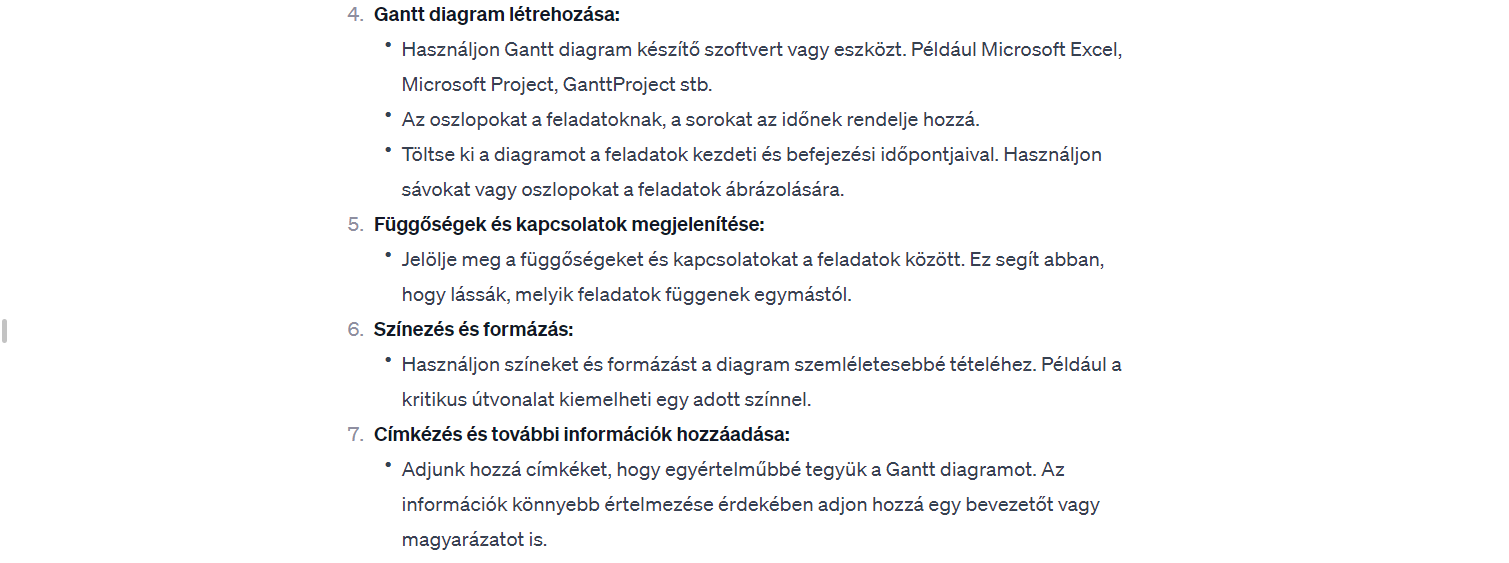 4. Gantt diagram létrehozása:
• Használjon Gantt diagram készítő szoftvert vagy eszközt. Például Microsoft Excel,
Microsoft Project, GanttProject stb.
• Az oszlopokat a feladatoknak, a sorokat az időnek rendelje hozzá.
• Töltse ki a diagramot a feladatok kezdeti és befejezési időpontjaival. Használjon
sávokat vagy oszlopokat a feladatok ábrázolására.
5. Függőségek és kapcsolatok megjelenítése:
• Jelölje meg a függőségeket és kapcsolatokat a feladatok között. Ez segít abban,
hogy lássák, melyik feladatok függenek egymástól.
6. Színezés és formázás:
• Használjon színeket és formázást a diagram szemléletesebbé tételéhez. Például a
kritikus útvonalat kiemelheti egy adott színnel.
7. Címkézés és további információk hozzáadása:
• Adjunk hozzá címkéket, hogy egyértelműbbé tegyük a Gantt diagramot. Az
információk könnyebb értelmezése érdekében adjon hozzá egy bevezetőt vagy
magyarázatot is.